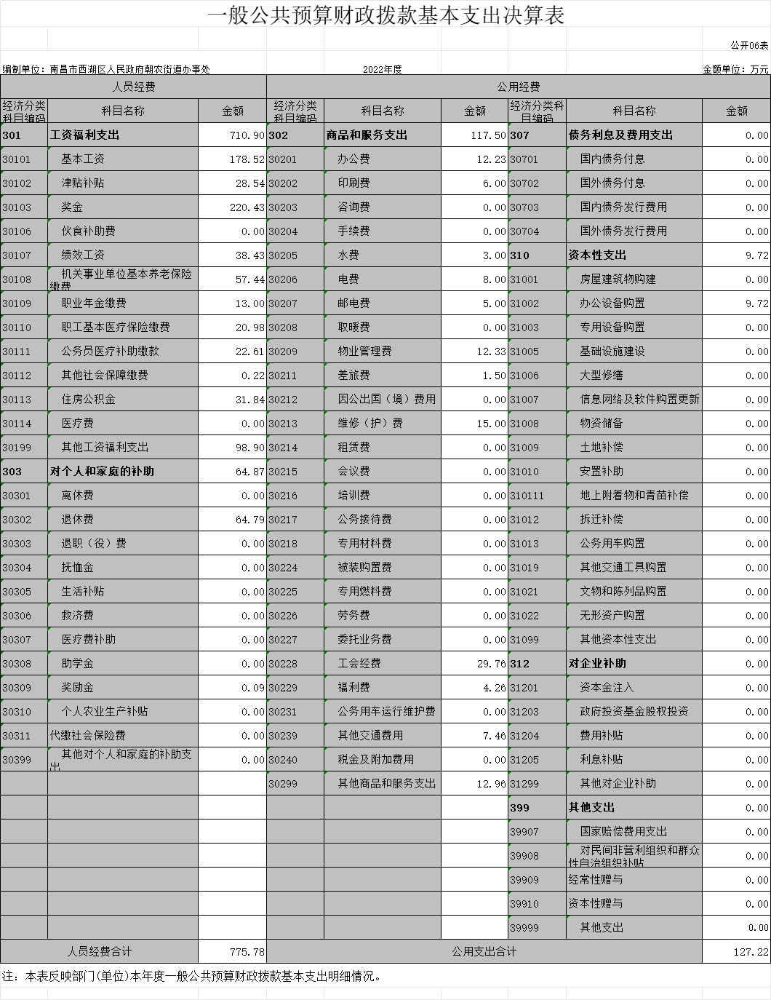 一般公共预算财政拨款基本支出决算表
公开06表
编制单位：南昌市西湖区人民政府朝农街道办事处 2022年度 金额单位：万元
人员经费 公用经费
经济分类科目编码 科目名称 金额 经济分类科目编码 科目名称 金额 经济分类科目编码 科目名称 金额
301 工资福利支出 710.90 302 商品和服务支出 117.50 307 债务利息及费用支出 0.00
30101 基本工资 178.52 30201 办公费 12.23 30701 国内债务付息 0.00
30102 津贴补贴 28.54 30202 印刷费 6.00 30702 国外债务付息 0.00
30103 奖金 220.43 30203 咨询费 0.00 30703 国内债务发行费用 0.00
30106 伙食补助费 0.00 30204 手续费 0.00 30704 国外债务发行费用 0.00
30107 绩效工资 38.43 30205 水费 3.00 310 资本性支出 9.72
30108 机关事业单位基本养老保险缴费 57.44 30206 电费 8.00 31001 房屋建筑物购建 0.00
30109 职业年金缴费 13.00 30207 邮电费 5.00 31002 办公设备购置 9.72
30110 职工基本医疗保险缴费 20.98 30208 取暖费 0.00 31003 专用设备购置 0.00
30111 公务员医疗补助缴款 22.61 30209 物业管理费 12.33 31005 基础设施建设 0.00
30112 其他社会保障缴费 0.22 30211 差旅费 1.50 31006 大型修缮 0.00
30113 住房公积金 31.84 30212 因公出国（境）费用 0.00 31007 信息网络及软件购置更新 0.00
30114 医疗费 0.00 30213 维修（护）费 15.00 31008 物资储备 0.00
30199 其他工资福利支出 98.90 30214 租赁费 0.00 31009 土地补偿 0.00
303 对个人和家庭的补助 64.87 30215 会议费 0.00 31010 安置补助 0.00
30301 离休费 0.00 30216 培训费 0.00 310111 地上附着物和青苗补偿 0.00
30302 退休费 64.79 30217 公务接待费 0.00 31012 拆迁补偿 0.00
30303 退职（役）费 0.00 30218 专用材料费 0.00 31013 公务用车购置 0.00
30304 抚恤金 0.00 30224 被装购置费 0.00 31019 其他交通工具购置 0.00
30305 生活补贴 0.00 30225 专用燃料费 0.00 31021 文物和陈列品购置 0.00
30306 救济费 0.00 30226 劳务费 0.00 31022 无形资产购置 0.00
30307 医疗费补助 0.00 30227 委托业务费 0.00 31099 其他资本性支出 0.00
30308 助学金 0.00 30228 工会经费 29.76 312 对企业补助 0.00
30309 奖励金 0.09 30229 福利费 4.26 31201 资本金注入 0.00
30310 个人农业生产补贴 0.00 30231 公务用车运行维护费 0.00 31203 政府投资基金股权投资 0.00
30311 代缴社会保险费 0.00 30239 其他交通费用 7.46 31204 费用补贴 0.00
30399 其他对个人和家庭的补助支出 0.00 30240 税金及附加费用 0.00 31205 利息补贴 0.00
30299 其他商品和服务支出 12.96 31299 其他对企业补助 0.00
399 其他支出 0.00
39907 国家赔偿费用支出 0.00
39908 对民间非营利组织和群众性自治组织补贴 0.00
39909 经常性赠与 0.00
39910 资本性赠与 0.00
39999 其他支出 0.00
人员经费合计 775.78 公用支出合计 127.22
注：本表反映部门(单位)本年度一般公共预算财政拨款基本支出明细情况。